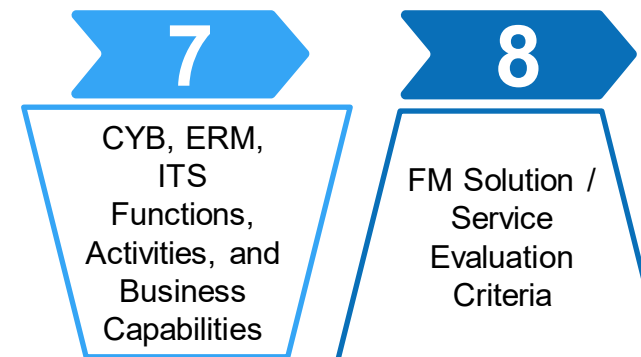 7
CYB, ERM,
ITS
Functions,
Activities, and
Business
Capabilities
8
FM Solution /
Service
Evaluation
Criteria